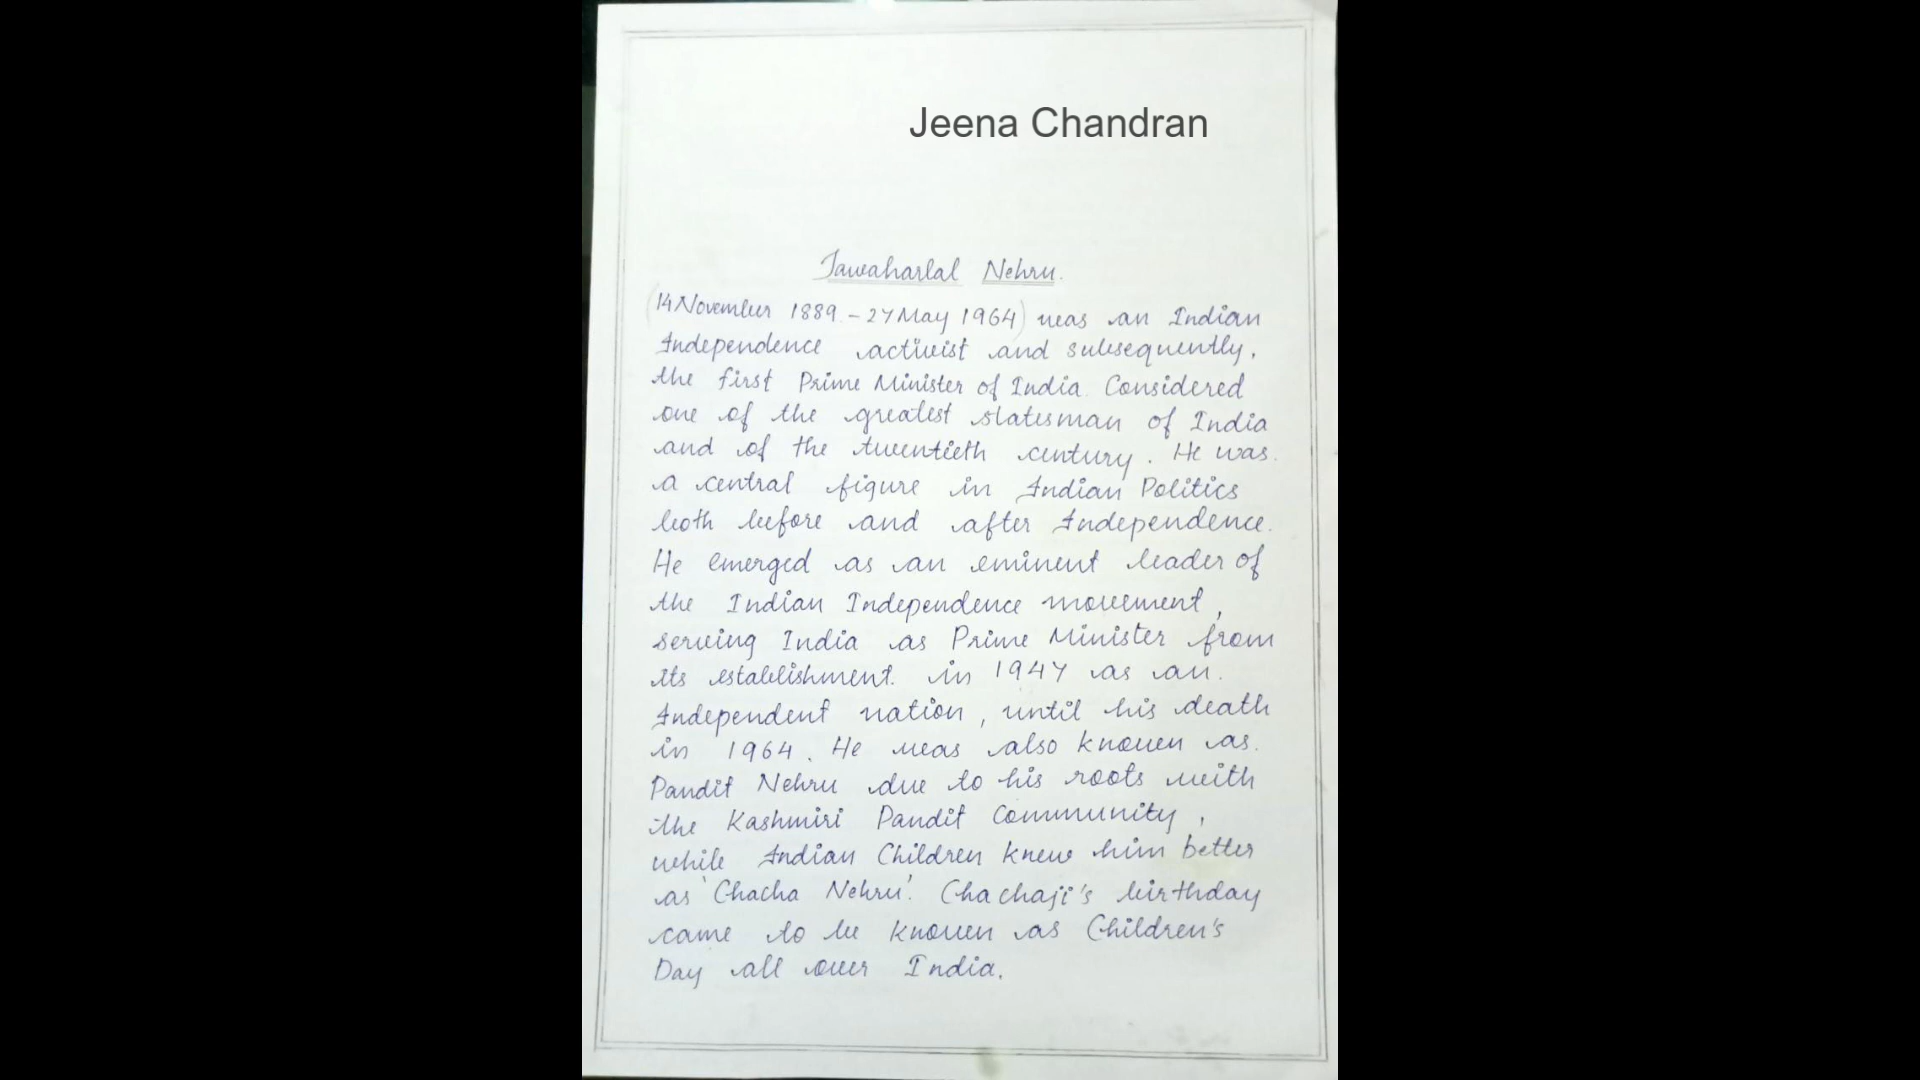 Jeena Chandran
Jawaharlal Nehru.
(14 November 1889 - 27 May 1964) was an Indian
Independence activist and subsequently,
the first Prime Minister of India. Considered
one of the greatest statesman of India
and of the twentieth century. He was
a central figure in Indian Politics
both before and after Independence.
He emerged as an eminent leader of
the Indian Independence movement,
serving India as Prime Minister from
its establishment in 1947 as an
Independent nation, until his death
in 1964. He was also known as
Pandit Nehru due to his roots with
the Kashmiri Pandit Community,
while Indian Children knew him better
as 'Chacha Nehru'. Chachaji's birthday
came to be known as Children's
Day all over India.